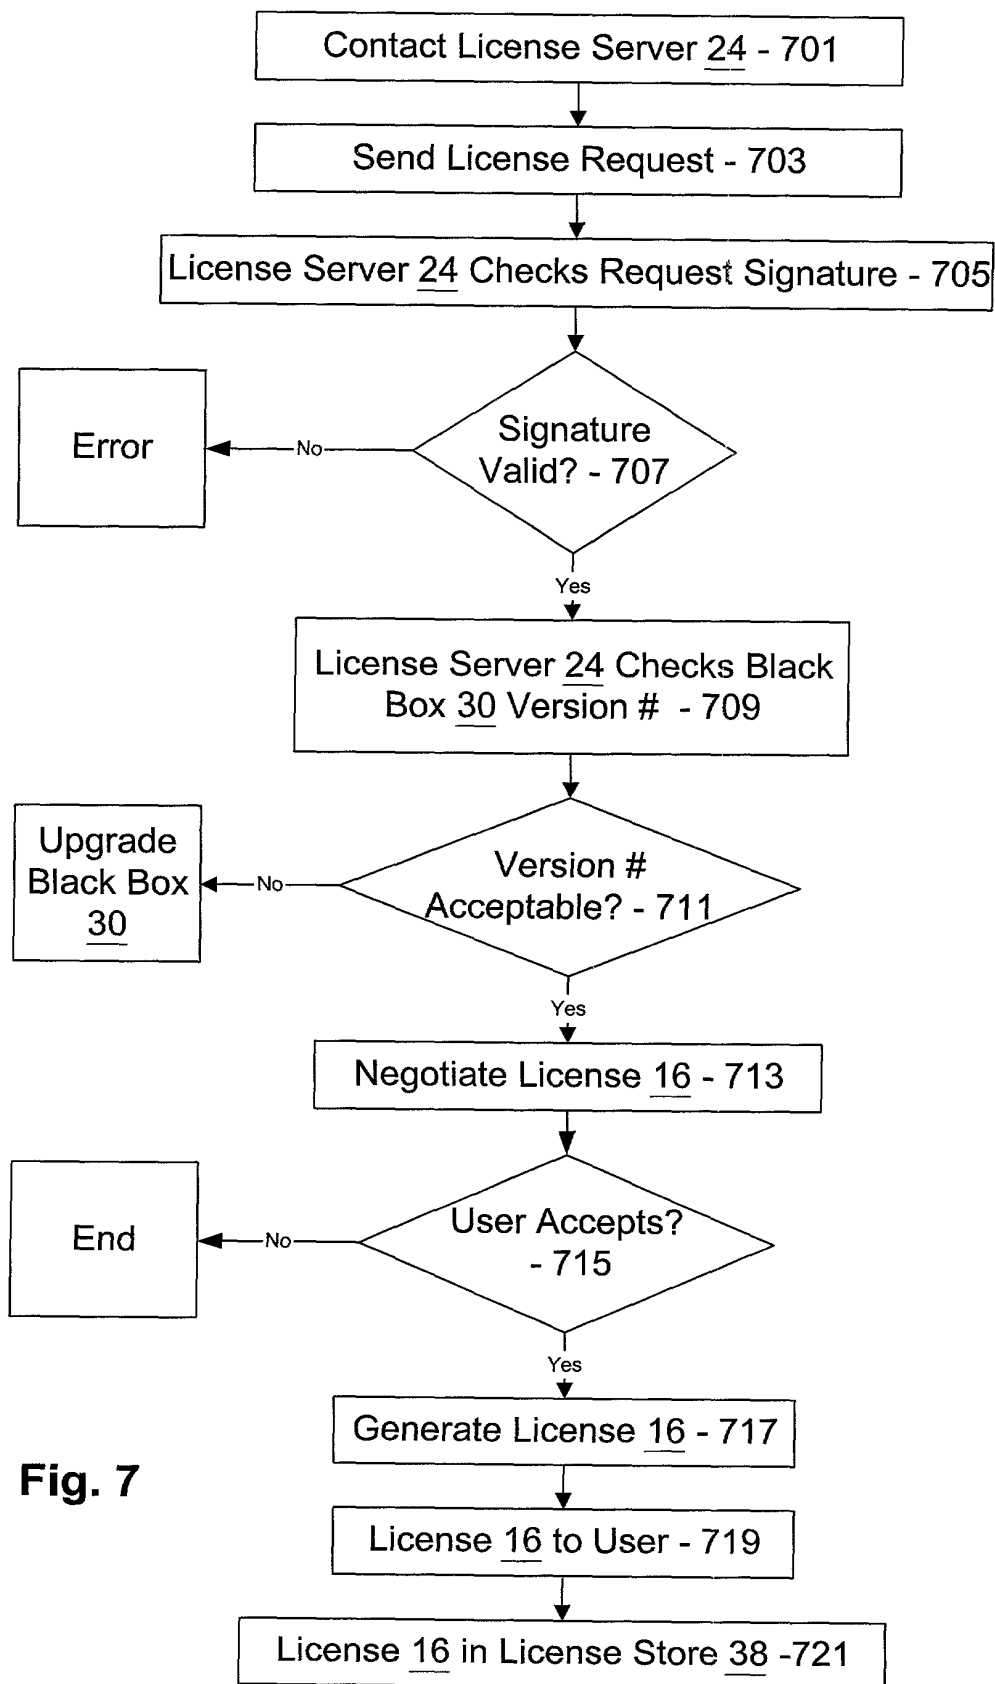 Contact License Server 24 - 701
Send License Request - 703
License Server 24 Checks Request Signature - 705
Signature
Valid? - 707
No
Error
Yes
License Server 24 Checks Black
Box 30 Version # - 709
Version #
Acceptable? - 711
No
Upgrade
Black Box
30
Yes
Negotiate License 16 - 713
User Accepts?
- 715
No
End
Yes
Generate License 16 - 717
Fig. 7
License 16 to User - 719
License 16 in License Store 38 -721